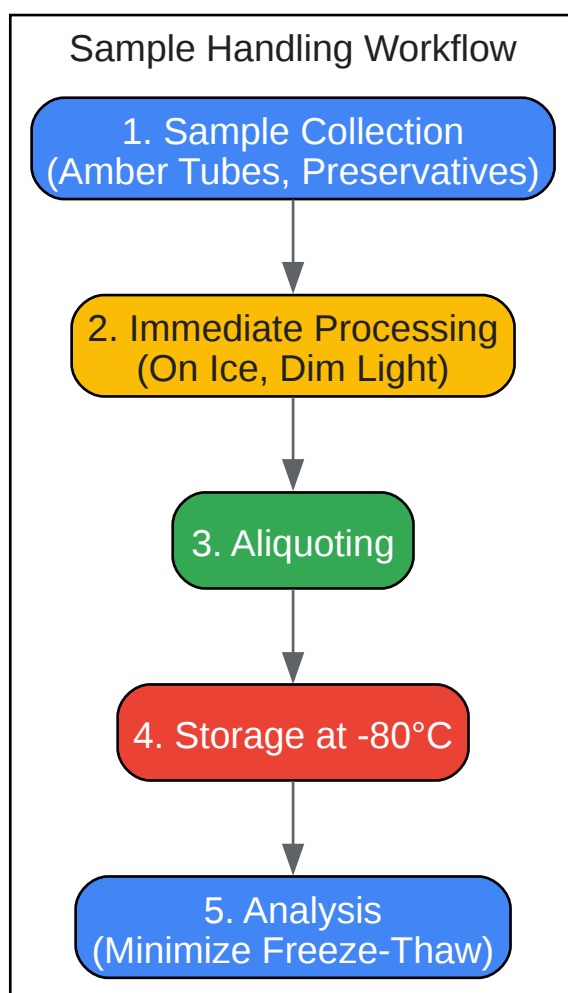 Sample Handling Workflow
1. Sample Collection
(Amber Tubes, Preservatives)
2. Immediate Processing
(On Ice, Dim Light)
3. Aliquoting
4. Storage at -80°C
5. Analysis
(Minimize Freeze-Thaw)